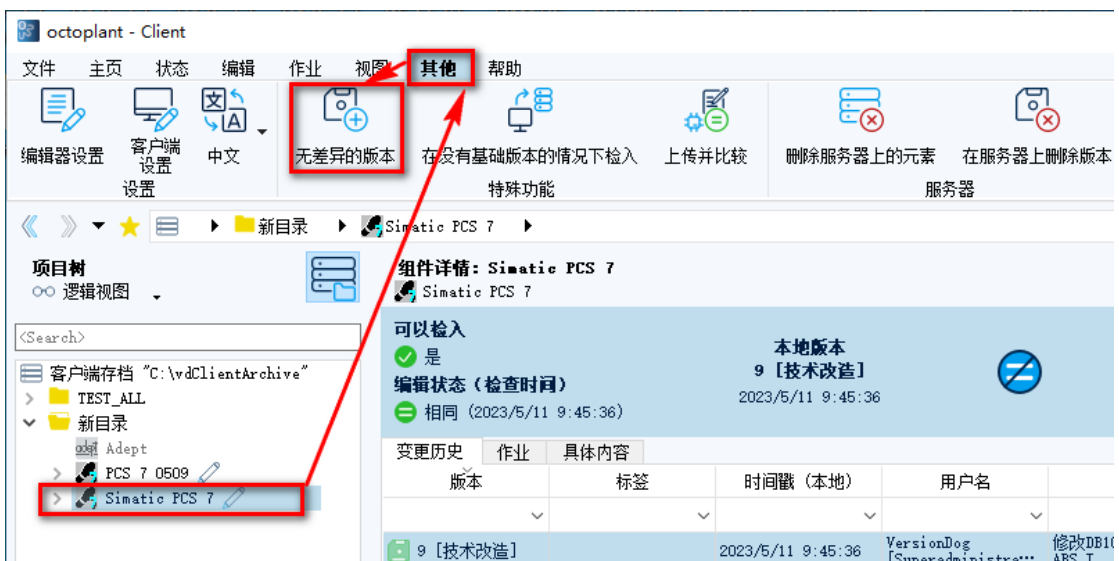 octoplant - Client
文件 主页 状态 编辑 作业 视图 其他 帮助
编辑器设置 客户端设置 中文 无差异的版本 在没有基础版本的情况下检入 上传并比较 删除服务器上的元素 在服务器上删除版本
设置 特殊功能 服务器
新目录 Simatic PCS 7
项目树
逻辑视图
组件详情: Simatic PCS 7
Simatic PCS 7
<Search>
客户端存档 "C:\vdClientArchive"
TEST_ALL
新目录
Adept
PCS 7 0509
Simatic PCS 7
可以检入
是
编辑状态 (检查时间)
相同 (2023/5/11 9:45:36)
本地版本
9 [技术改造]
2023/5/11 9:45:36
变更历史 作业 具体内容
版本 标签 时间戳 (本地) 用户名
9 [技术改造] 2023/5/11 9:45:36 VersionDog 修改DB10
[Superadministra...